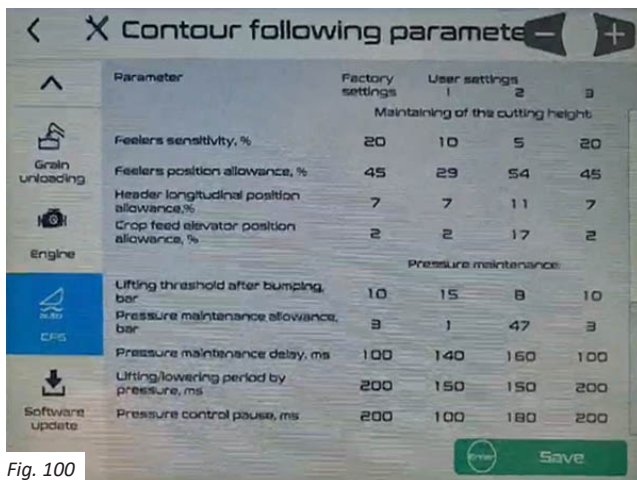 Contour following paramete
Parameter Factory settings User settings 1 2 3
Maintaining of the cutting height
Feelers sensitivity, % 20 10 5 20
Grain unloading
Feelers position allowance, % 45 29 54 45
Header longitudinal position allowance,% 7 7 11 7
Crop feed elevator position allowance, % 2 2 17 2
Engine
Pressure maintenance
Lifting threshold after bumping, bar 10 15 8 10
AUTO
CFS
Pressure maintenance allowance, bar 3 1 47 3
Pressure maintenance delay, ms 100 140 160 100
Lifting/lowering period by pressure, ms 200 150 150 200
Software update
Pressure control pause, ms 200 100 180 200
Enter Save
Fig. 100